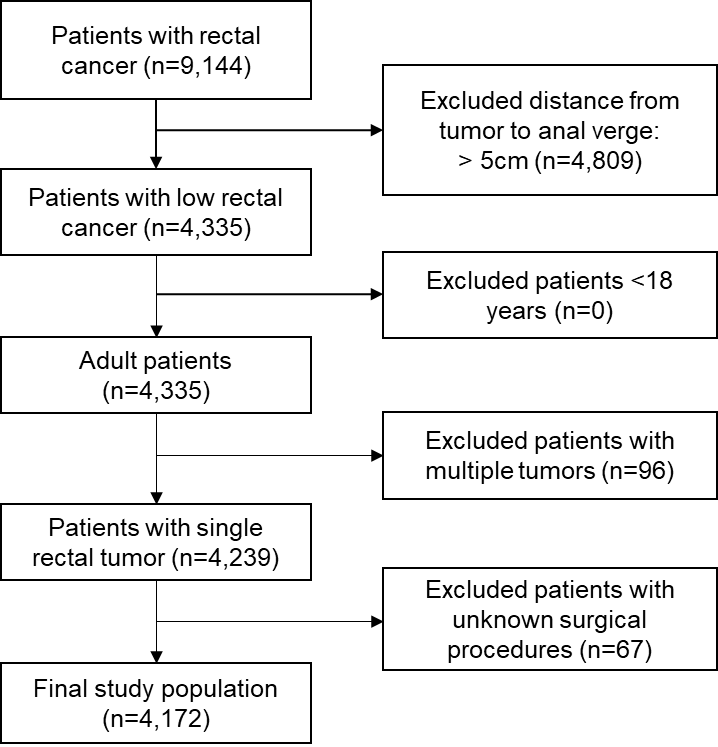 Patients with rectal
cancer (n=9,144)
Excluded distance from
tumor to anal verge:
> 5cm (n=4,809)
Patients with low rectal
cancer (n=4,335)
Excluded patients <18
years (n=0)
Adult patients
(n=4,335)
Excluded patients with
multiple tumors (n=96)
Patients with single
rectal tumor (n=4,239)
Excluded patients with
unknown surgical
procedures (n=67)
Final study population
(n=4,172)